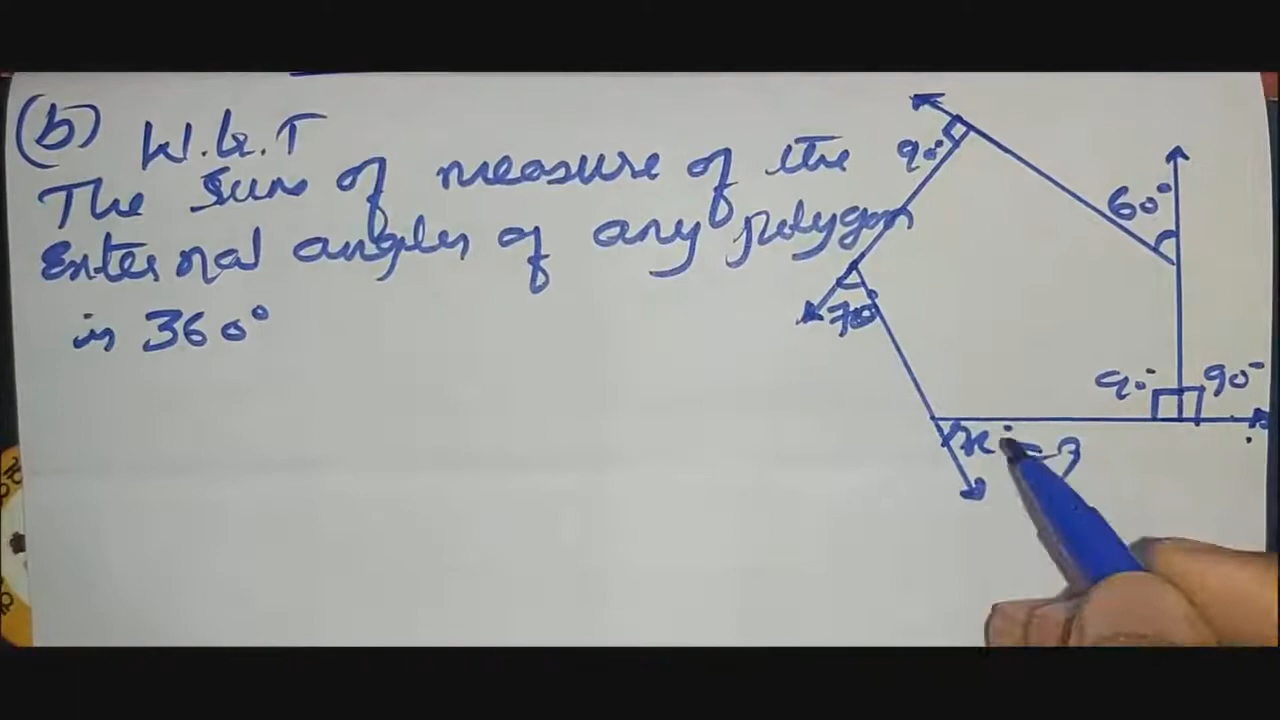 (b) W.K.T
The Sum of measure of the
External angles of any polygon
is 360°
90°
60°
70°
90° 90°
x° = ?